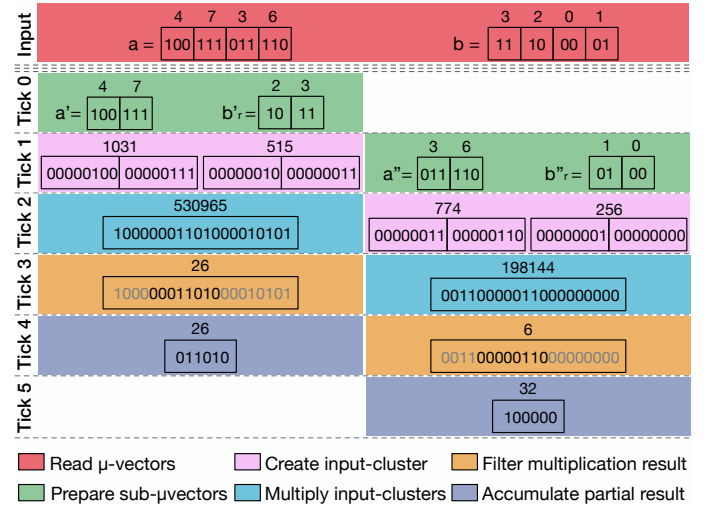 Input
4 7 3 6
a = 100 111 011 110
3 2 0 1
b = 11 10 00 01
Tick 0
4 7
a'= 100 111
2 3
b'r = 10 11
Tick 1
1031
00000100 00000111
515
00000010 00000011
3 6
a" = 011 110
1 0
b"r = 01 00
Tick 2
530965
10000001101000010101
774
00000011 00000110
256
00000001 00000000
Tick 3
26
10000001101000010101
198144
00110000011000000000
Tick 4
26
011010
6
00110000011000000000
Tick 5
32
100000
Read µ-vectors
Create input-cluster
Filter multiplication result
Prepare sub-µvectors
Multiply input-clusters
Accumulate partial result